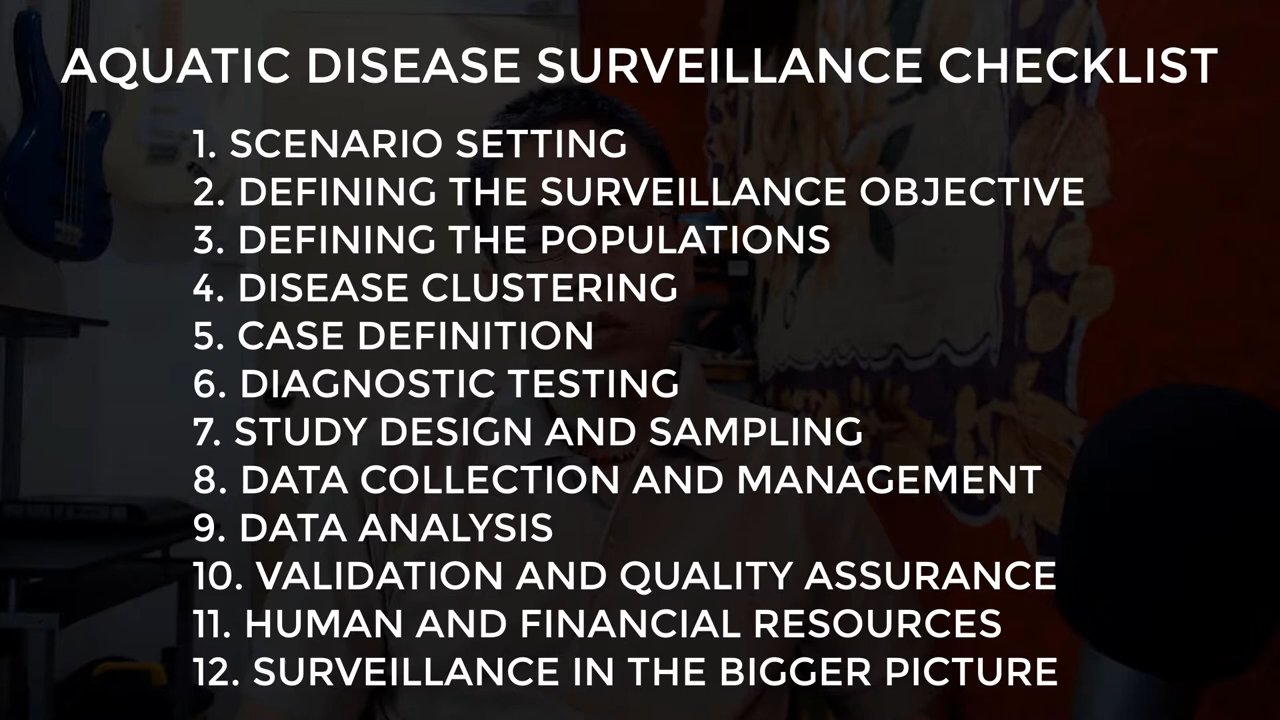 AQUATIC DISEASE SURVEILLANCE CHECKLIST
1. SCENARIO SETTING
2. DEFINING THE SURVEILLANCE OBJECTIVE
3. DEFINING THE POPULATIONS
4. DISEASE CLUSTERING
5. CASE DEFINITION
6. DIAGNOSTIC TESTING
7. STUDY DESIGN AND SAMPLING
8. DATA COLLECTION AND MANAGEMENT
9. DATA ANALYSIS
10. VALIDATION AND QUALITY ASSURANCE
11. HUMAN AND FINANCIAL RESOURCES
12. SURVEILLANCE IN THE BIGGER PICTURE